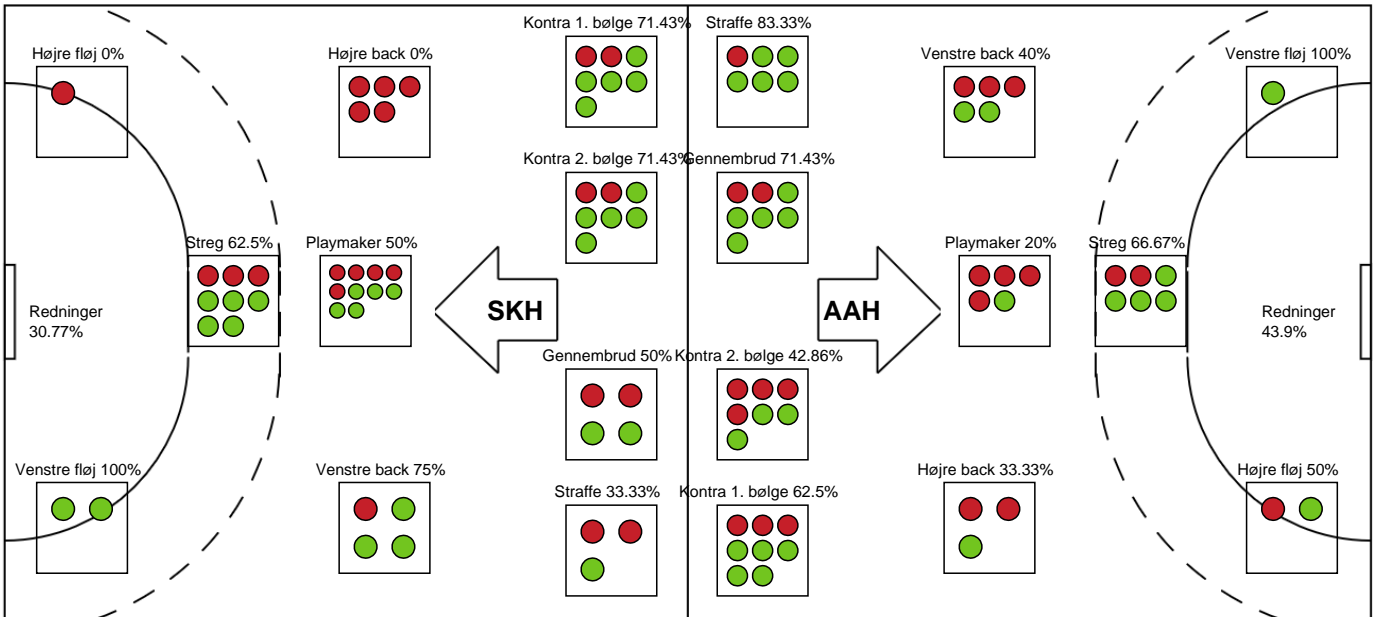 Kontra 1. bølge 71.43%
Straffe 83.33%
Højre fløj 0%
Højre back 0%
Venstre back 40%
Venstre fløj 100%
Kontra 2. bølge 71.43%
Gennembrud 71.43%
Streg 62.5%
Playmaker 50%
Playmaker 20%
Streg 66.67%
Redninger
30.77%
SKH
AAH
Redninger
43.9%
Gennembrud 50%
Kontra 2. bølge 42.86%
Venstre fløj 100%
Venstre back 75%
Højre back 33.33%
Højre fløj 50%
Straffe 33.33%
Kontra 1. bølge 62.5%